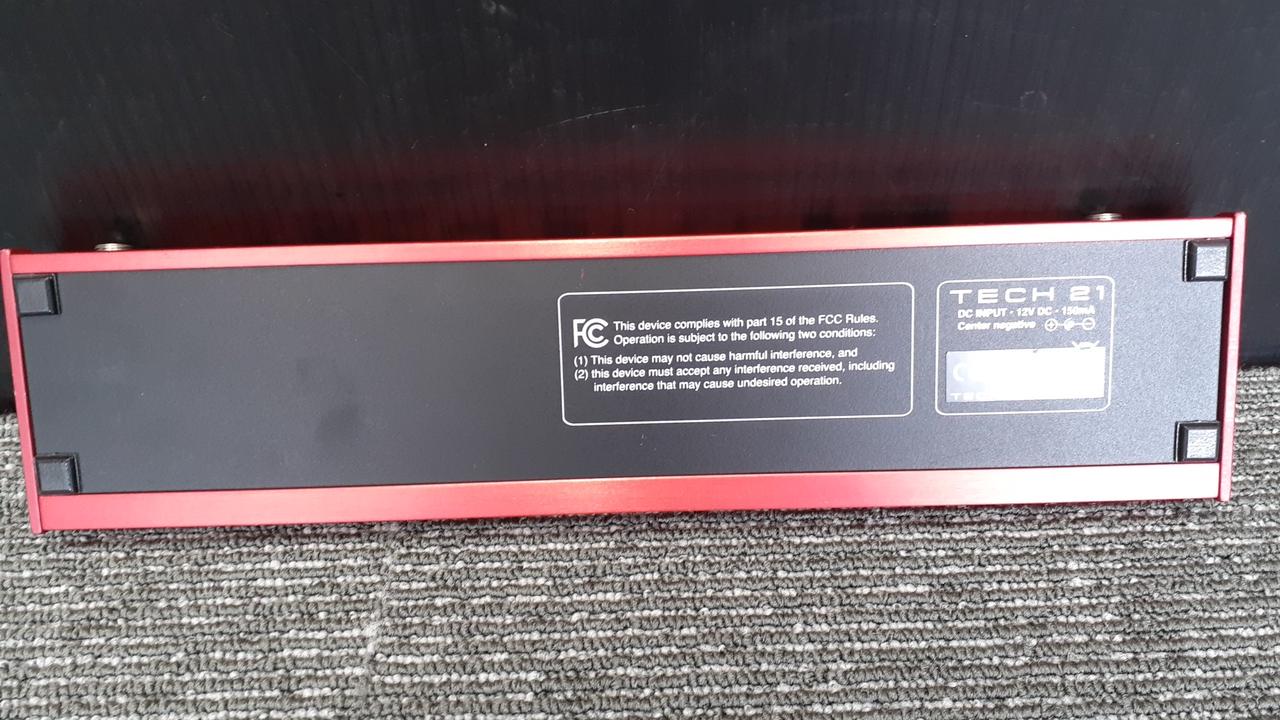 FC This device complies with part 15 of the FCC Rules.
Operation is subject to the following two conditions:
(1) This device may not cause harmful interference, and
(2) this device must accept any interference received, including
interference that may cause undesired operation.
TECH 21
DC INPUT - 12V DC - 150mA
Center negative